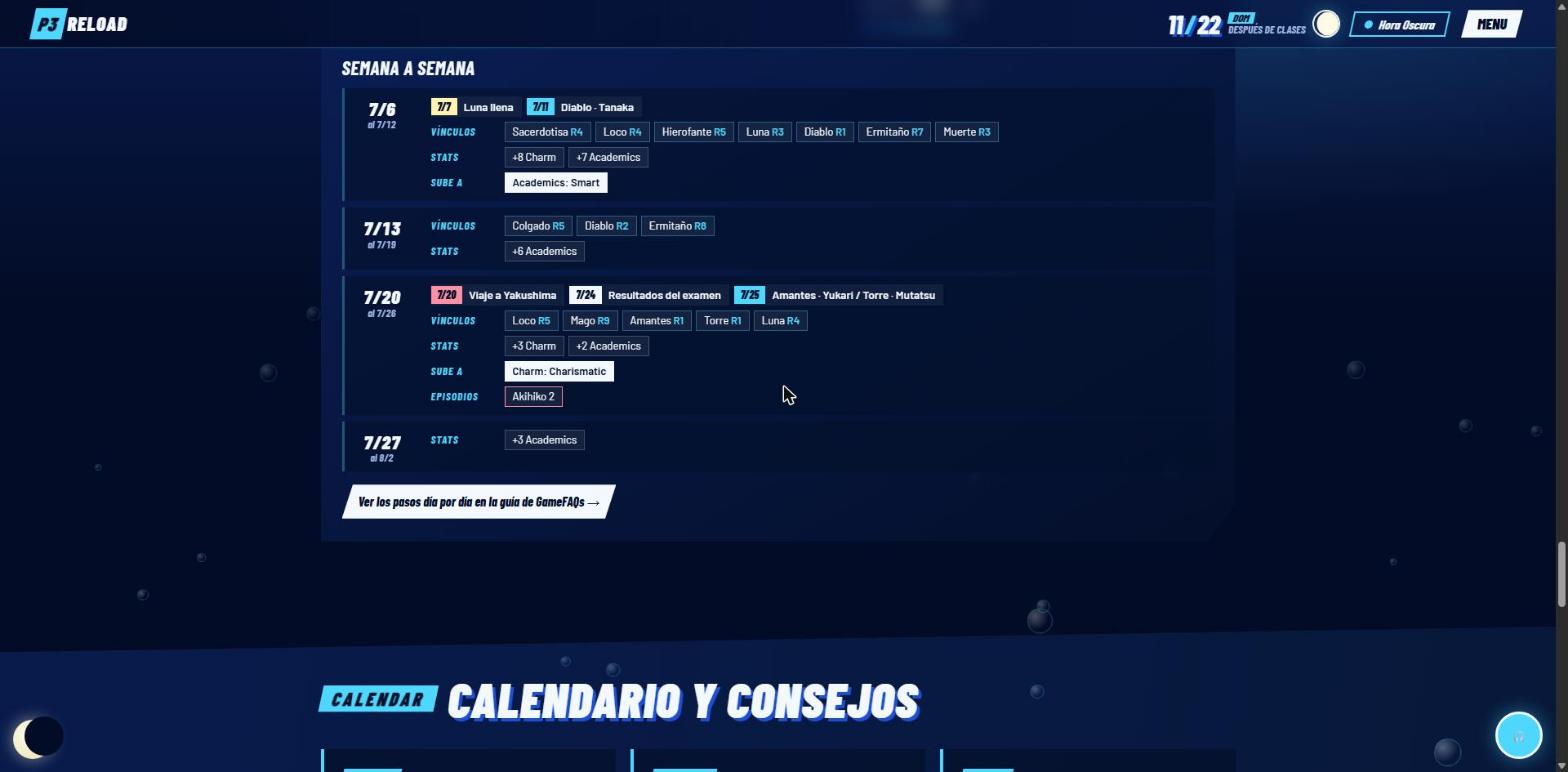 P3 RELOAD
11/22 DOM DESPUÉS DE CLASES
Hora Oscura
MENU
SEMANA A SEMANA
7/6 al 7/12
7/7 Luna llena 7/11 Diablo · Tanaka
VÍNCULOS Sacerdotisa R4 Loco R4 Hierofante R5 Luna R3 Diablo R1 Ermitaño R7 Muerte R3
STATS +8 Charm +7 Academics
SUBE A Academics: Smart
7/13 al 7/19
VÍNCULOS Colgado R5 Diablo R2 Ermitaño R8
STATS +6 Academics
7/20 al 7/26
7/20 Viaje a Yakushima 7/24 Resultados del examen 7/25 Amantes · Yukari / Torre · Mutatsu
VÍNCULOS Loco R5 Mago R9 Amantes R1 Torre R1 Luna R4
STATS +3 Charm +2 Academics
SUBE A Charm: Charismatic
EPISODIOS Akihiko 2
7/27 al 8/2
STATS +3 Academics
Ver los pasos día por día en la guía de GameFAQs →
CALENDAR CALENDARIO Y CONSEJOS